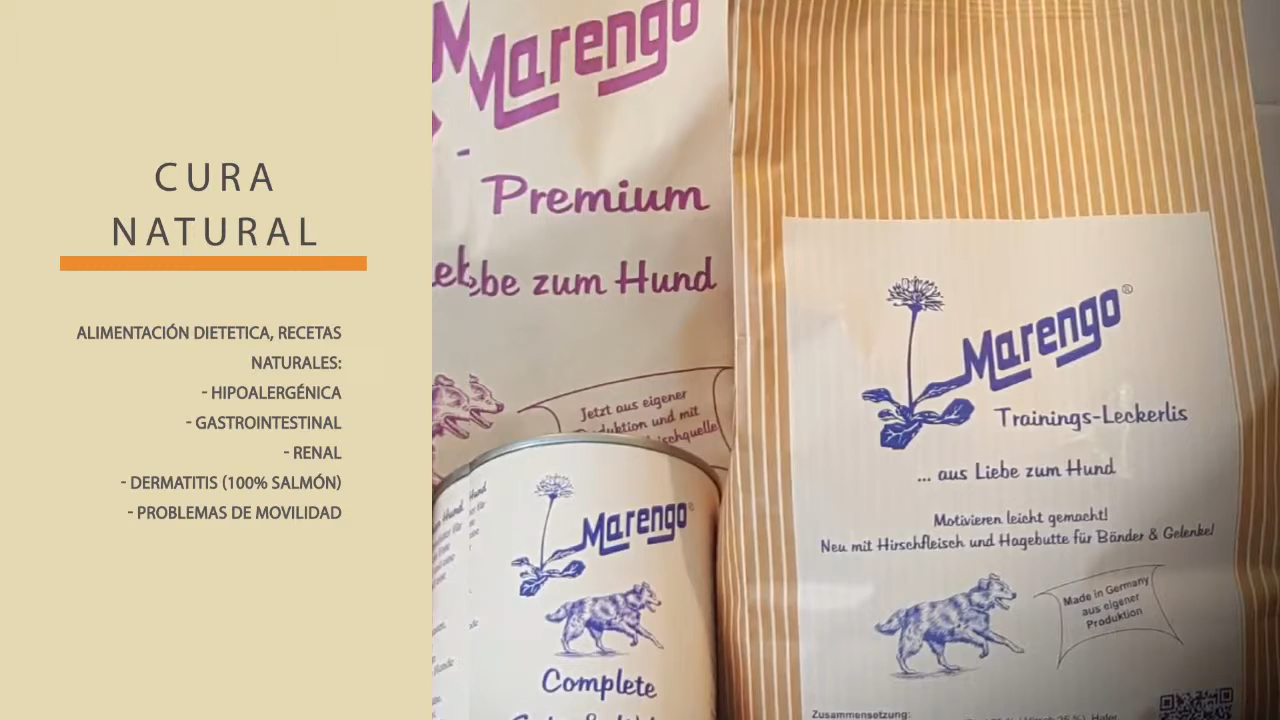 CURA
NATURAL
ALIMENTACIÓN DIETETICA, RECETAS
NATURALES:
- HIPOALERGÉNICA
- GASTROINTESTINAL
- RENAL
- DERMATITIS (100% SALMÓN)
- PROBLEMAS DE MOVILIDAD
Marengo
- Premium
be zum Hund
Jetzt aus eigener
und mit
Marengo®
Complete
Marengo®
Trainings-Leckerlis
... aus Liebe zum Hund
Motivieren leicht gemacht!
Neu mit Hirschfleisch und Hagebutte für Bänder & Gelenke!
Made in Germany
aus eigener
Produktion
Zusammensetzung: